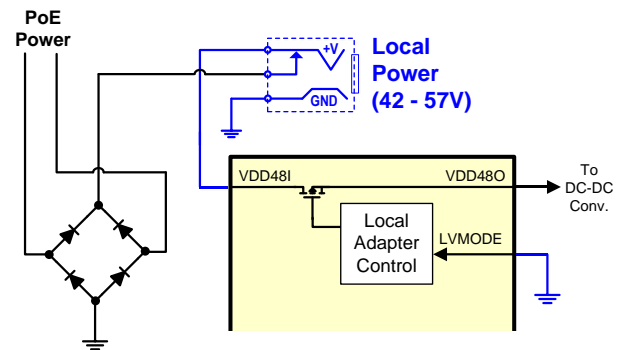 PoE
Power
+V
GND
Local
Power
(42 - 57V)
VDD48I
VDD48O
To
DC-DC
Conv.
Local
Adapter
Control
LVMODE